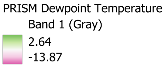 PRISM Dewpoint Temperature
Band 1 (Gray)
2.64
-13.87